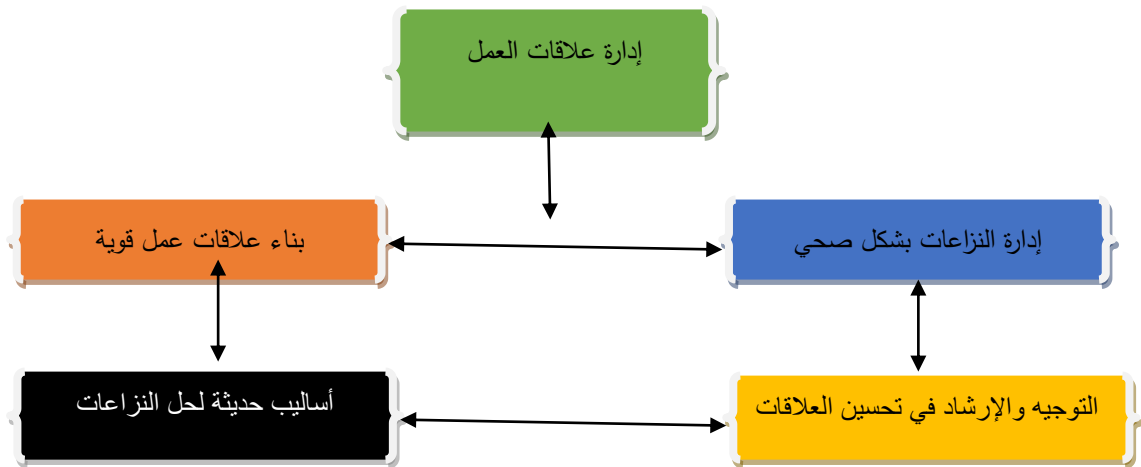 إدارة علاقات العمل
إدارة النزاعات بشكل صحي
بناء علاقات عمل قوية
التوجيه والإرشاد في تحسين العلاقات
أساليب حديثة لحل النزاعات